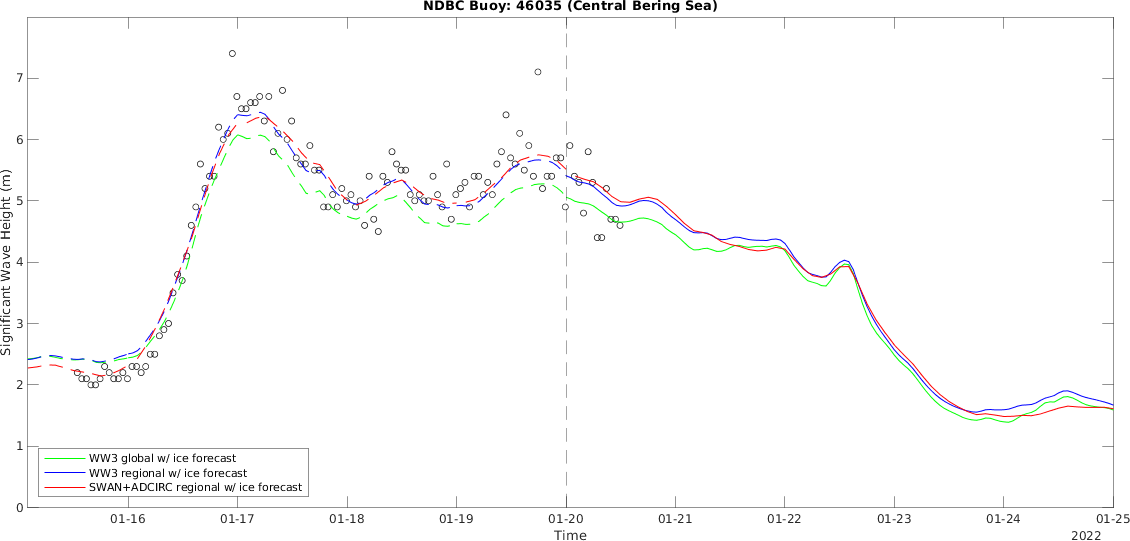 NDBC Buoy: 46035 (Central Bering Sea)
7
6
5
4
3
2
1
0
Significant Wave Height (m)
WW3 global w/ ice forecast
WW3 regional w/ ice forecast
SWAN+ADCIRC regional w/ ice forecast
01-16 01-17 01-18 01-19 01-20 01-21 01-22 01-23 01-24 01-25
Time
2022